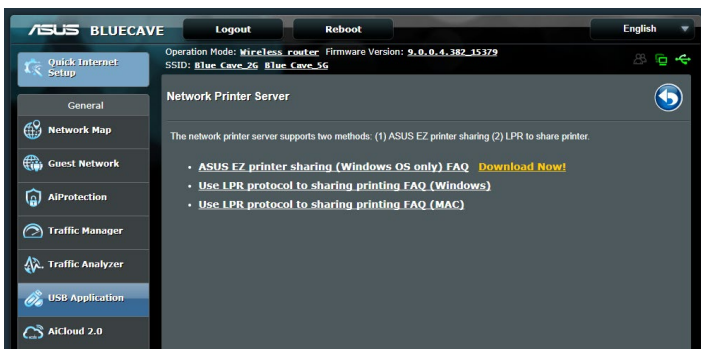 ASUS BLUECAVE
Logout
Reboot
English
Operation Mode: Wireless router Firmware Version: 9.0.0.4.382_15379
SSID: Blue Cave_2G Blue Cave_5G
Quick Internet
Setup
General
Network Map
Guest Network
AiProtection
Traffic Manager
Traffic Analyzer
USB Application
AiCloud 2.0
Network Printer Server
The network printer server supports two methods: (1) ASUS EZ printer sharing (2) LPR to share printer.
ASUS EZ printer sharing (Windows OS only) FAQ Download Now!
Use LPR protocol to sharing printing FAQ (Windows)
Use LPR protocol to sharing printing FAQ (MAC)